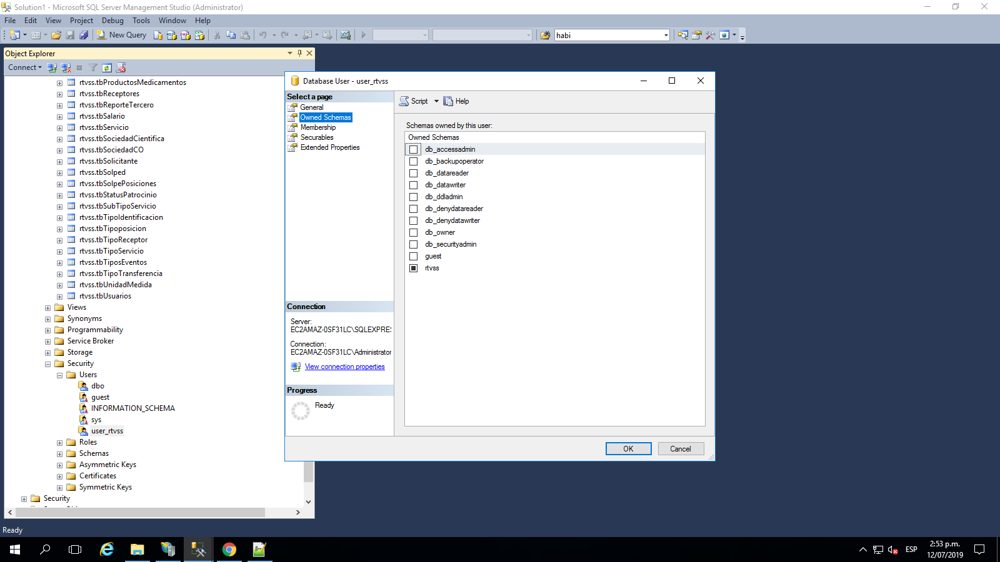 Solution1 - Microsoft SQL Server Management Studio (Administrator)
File Edit View Project Debug Tools Window Help
New Query
habi
Object Explorer
Connect
rtvss.tbProductosMedicamentos
rtvss.tbReceptores
rtvss.tbReporteTercero
rtvss.tbSalario
rtvss.tbServicio
rtvss.tbSociedadCientifica
rtvss.tbSociedadCO
rtvss.tbSolicitante
rtvss.tbSolped
rtvss.tbSolpePosiciones
rtvss.tbStatusPatrocinio
rtvss.tbSubTipoServicio
rtvss.tbTipoIdentificacion
rtvss.tbTipoposicion
rtvss.tbTipoReceptor
rtvss.tbTipoServicio
rtvss.tbTiposEventos
rtvss.tbTipoTransferencia
rtvss.tbUnidadMedida
rtvss.tbUsuarios
Views
Synonyms
Programmability
Service Broker
Storage
Security
Users
dbo
guest
INFORMATION_SCHEMA
sys
user_rtvss
Roles
Schemas
Asymmetric Keys
Certificates
Symmetric Keys
Security
Database User - user_rtvss
Select a page
General
Owned Schemas
Membership
Securables
Extended Properties
Connection
Server:
EC2AMAZ-0SF31LC\SQLEXPRES
Connection:
EC2AMAZ-0SF31LC\Administrator
View connection properties
Progress
Ready
Script Help
Schemas owned by this user:
Owned Schemas
db_accessadmin
db_backupoperator
db_datareader
db_datawriter
db_ddladmin
db_denydatareader
db_denydatawriter
db_owner
db_securityadmin
guest
rtvss
OK Cancel
Ready
ESP
2:53 p.m.
12/07/2019